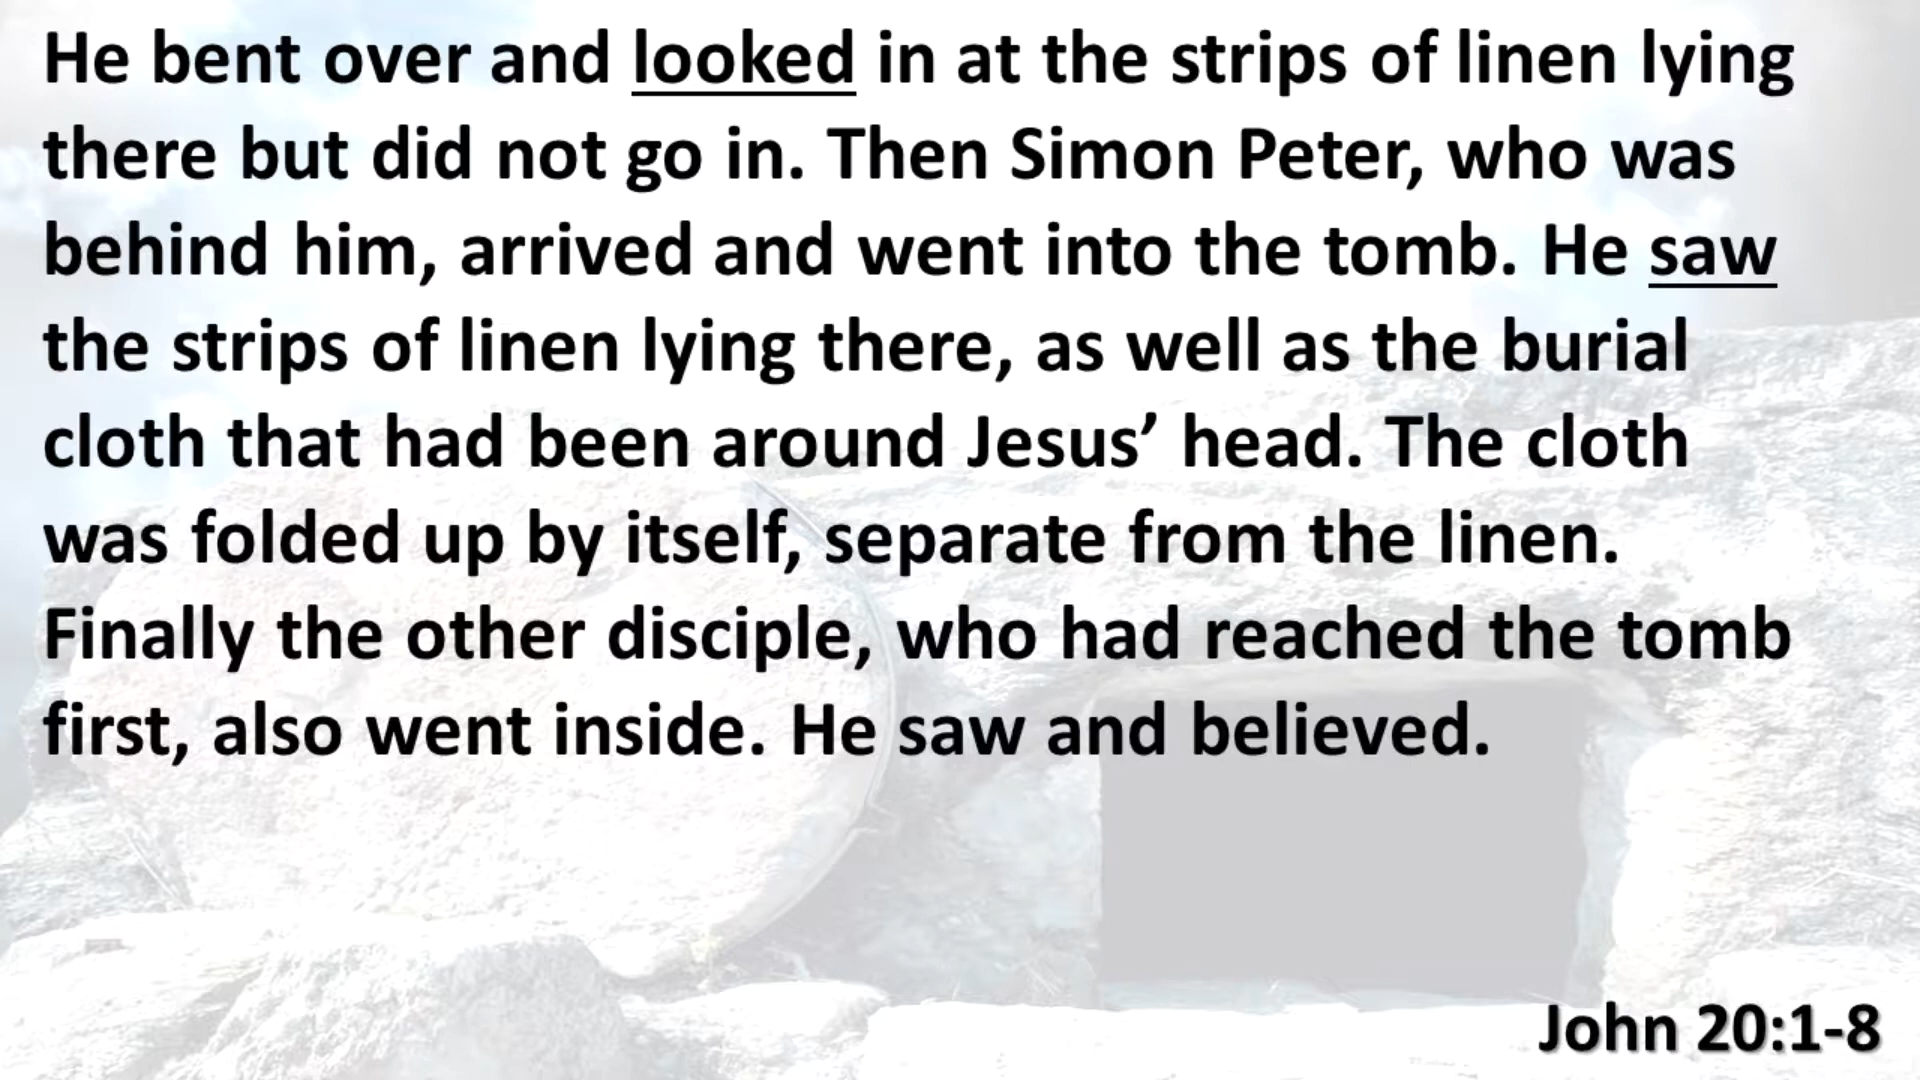 He bent over and looked in at the strips of linen lying
there but did not go in. Then Simon Peter, who was
behind him, arrived and went into the tomb. He saw
the strips of linen lying there, as well as the burial
cloth that had been around Jesus’ head. The cloth
was folded up by itself, separate from the linen.
Finally the other disciple, who had reached the tomb
first, also went inside. He saw and believed.
John 20:1-8